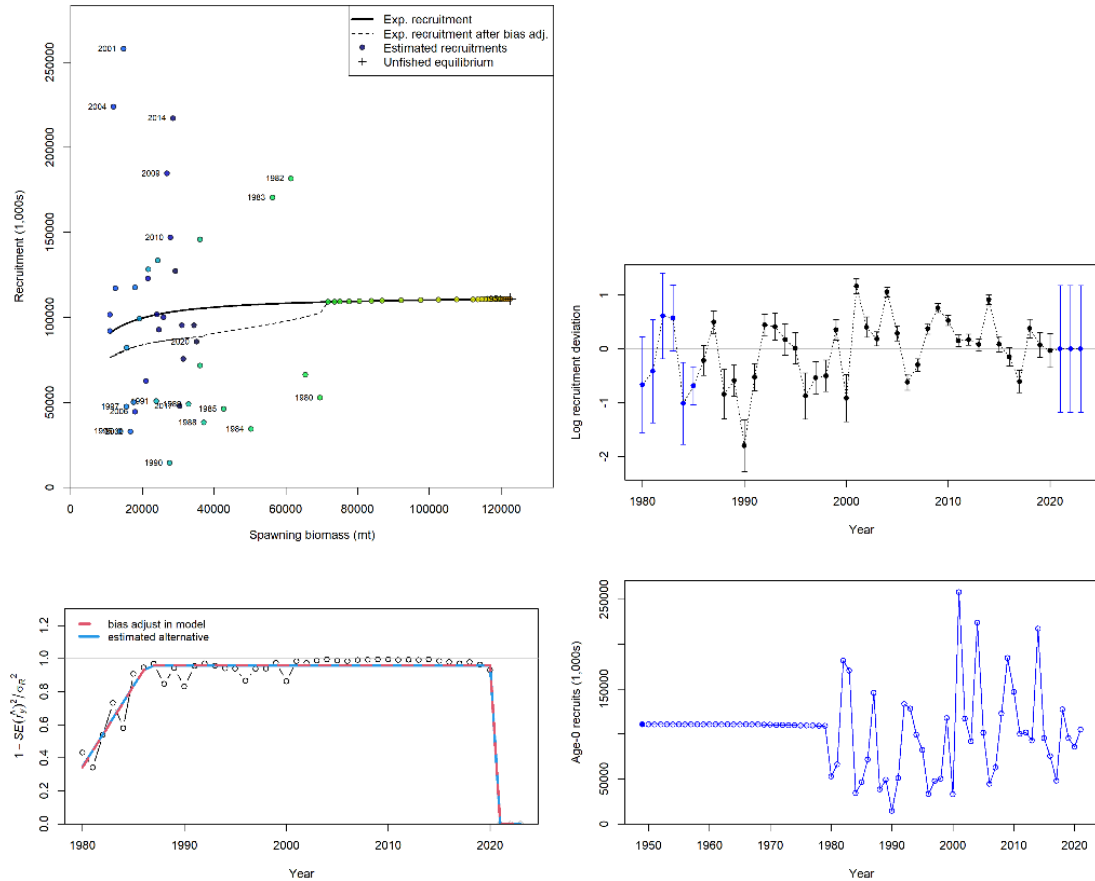 Exp. recruitment
Exp. recruitment after bias adj.
Estimated recruitments
Unfished equilibrium
Recruitment (1,000s)
250000
200000
150000
100000
50000
0
2001
2004
2014
2009
1982
1983
2010
2020
1980
1985
1984
1988
1990
1997
0 20000 40000 60000 80000 100000 120000
Spawning biomass (mt)
Log recruitment deviation
1
0
-1
-2
1980 1990 2000 2010 2020
Year
bias adjust in model
estimated alternative
1.2
1.0
0.8
0.6
0.4
0.2
0.0
1980 1990 2000 2010 2020
Year
Age-0 recruits (1,000s)
250000
150000
50000
0
1950 1960 1970 1980 1990 2000 2010 2020
Year